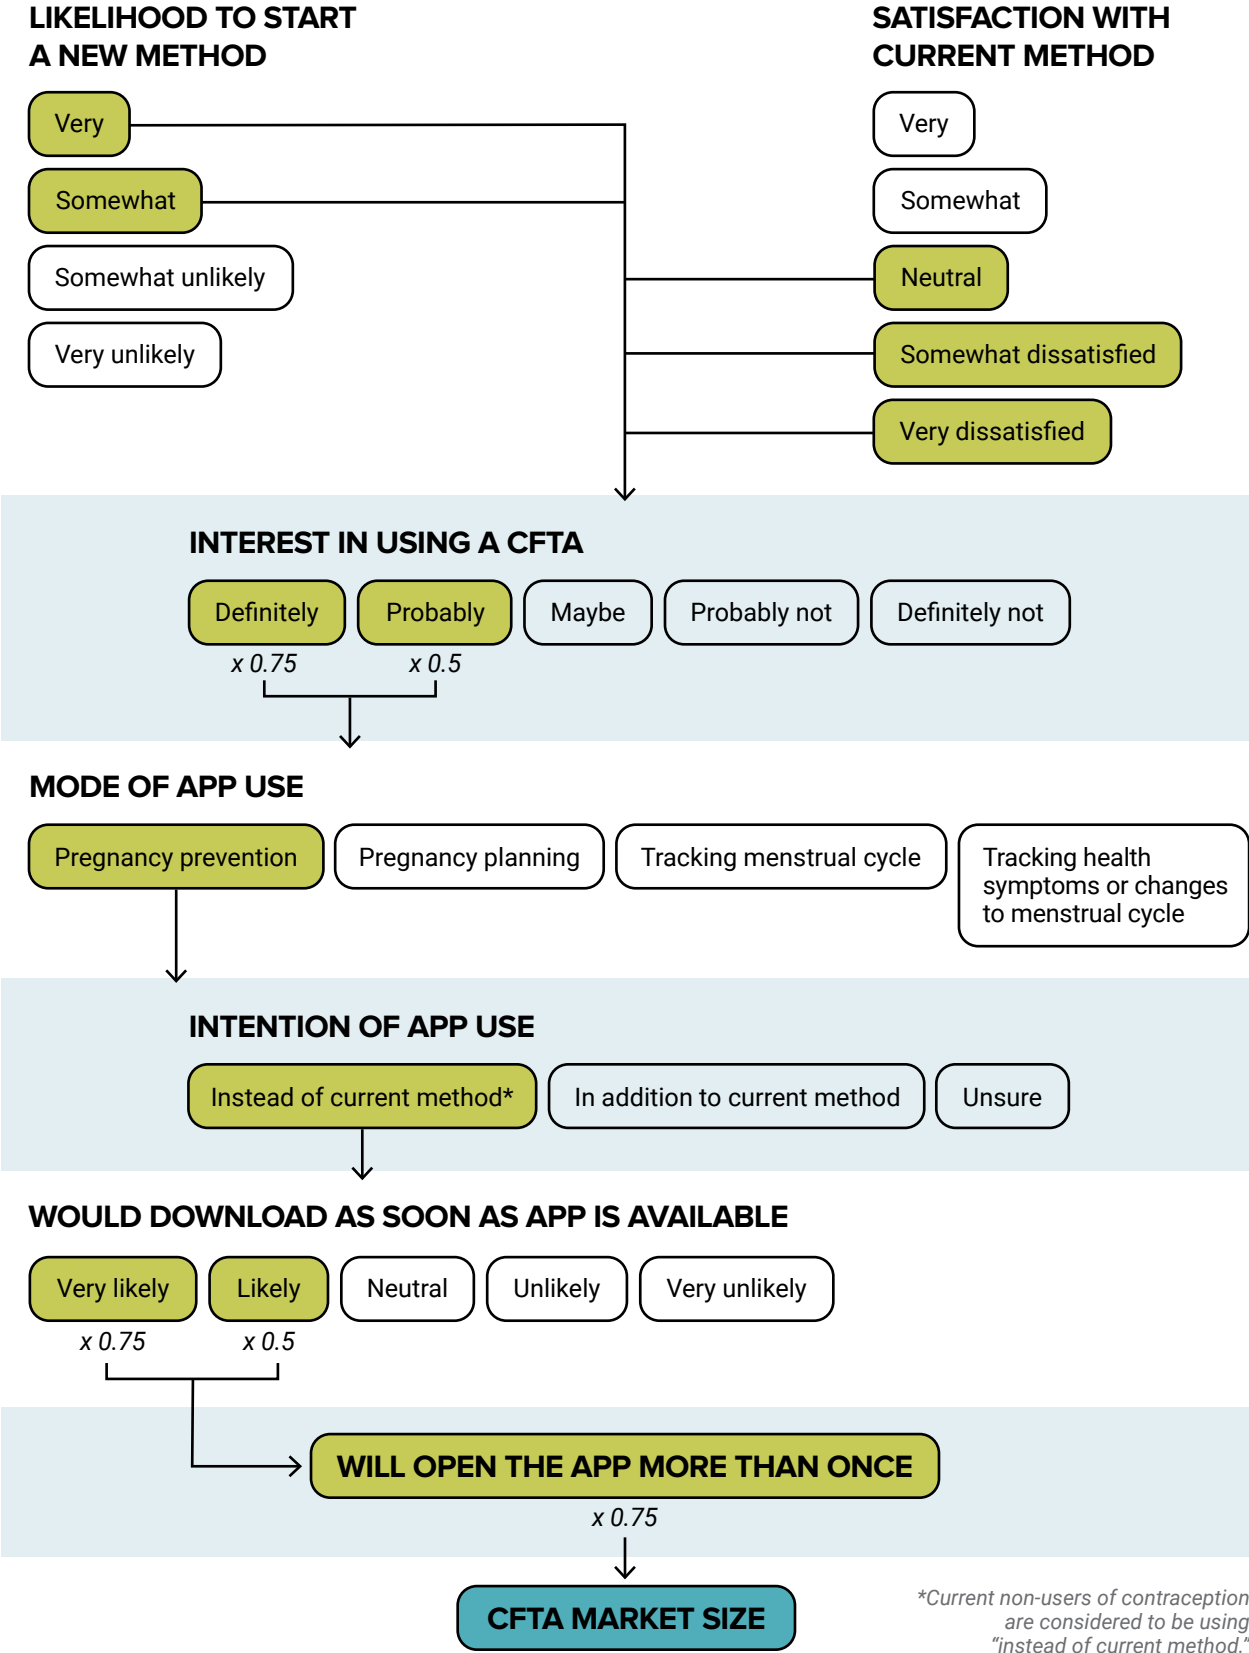 LIKELIHOOD TO START
A NEW METHOD
Very
Somewhat
Somewhat unlikely
Very unlikely
SATISFACTION WITH
CURRENT METHOD
Very
Somewhat
Neutral
Somewhat dissatisfied
Very dissatisfied
INTEREST IN USING A CFTA
Definitely
Probably
Maybe
Probably not
Definitely not
x 0.75
x 0.5
MODE OF APP USE
Pregnancy prevention
Pregnancy planning
Tracking menstrual cycle
Tracking health
symptoms or changes
to menstrual cycle
INTENTION OF APP USE
Instead of current method*
In addition to current method
Unsure
WOULD DOWNLOAD AS SOON AS APP IS AVAILABLE
Very likely
Likely
Neutral
Unlikely
Very unlikely
x 0.75
x 0.5
WILL OPEN THE APP MORE THAN ONCE
x 0.75
CFTA MARKET SIZE
*Current non-users of contraception
are considered to be using
“instead of current method.”